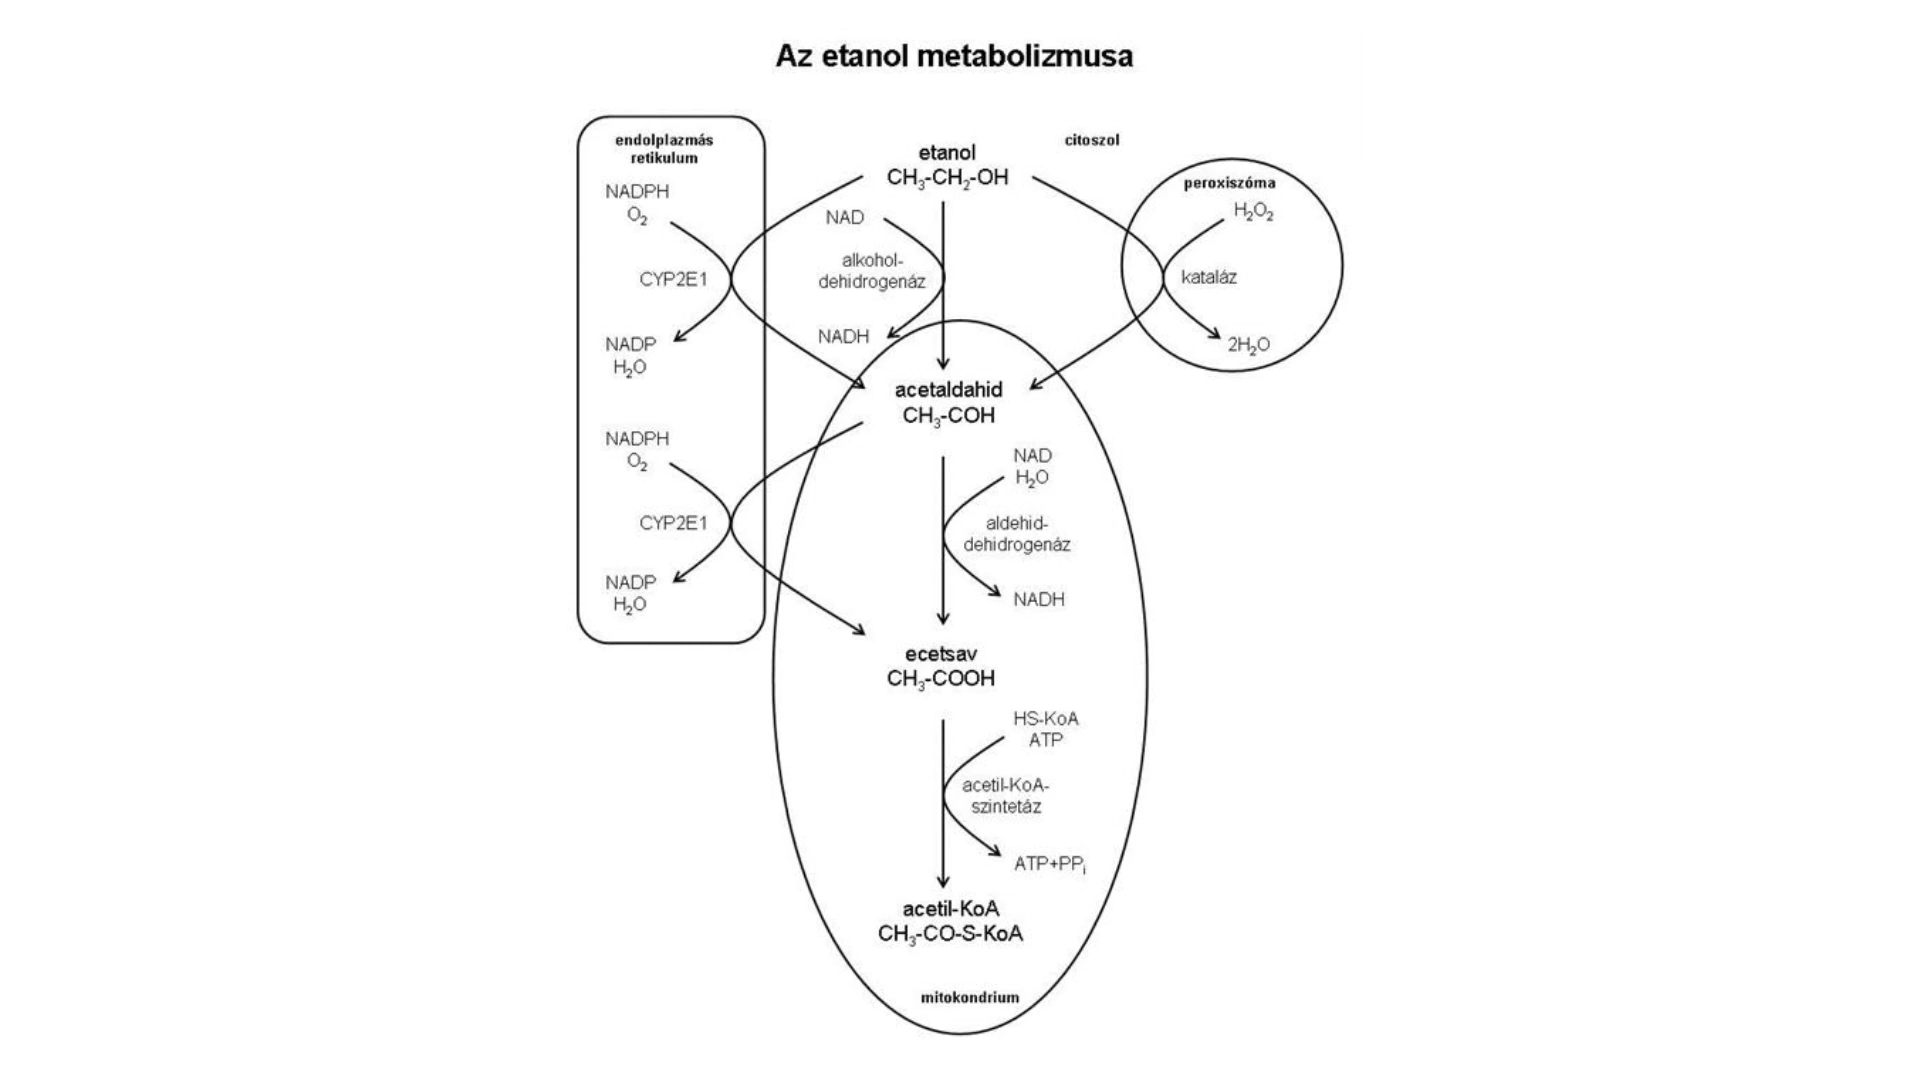 Az etanol metabolizmusa
endolplazmás
retikulum
NADPH
O₂
CYP2E1
NADP
H₂O
NADPH
O₂
CYP2E1
NADP
H₂O
etanol
CH₃-CH₂-OH
citoszol
NAD
alkohol-
dehidrogenáz
NADH
peroxiszóma
H₂O₂
kataláz
2H₂O
acetaldahid
CH₃-COH
NAD
H₂O
aldehid-
dehidrogenáz
NADH
ecetsav
CH₃-COOH
HS-KoA
ATP
acetil-KoA-
szintetáz
ATP+PPᵢ
acetil-KoA
CH₃-CO-S-KoA
mitokondrium